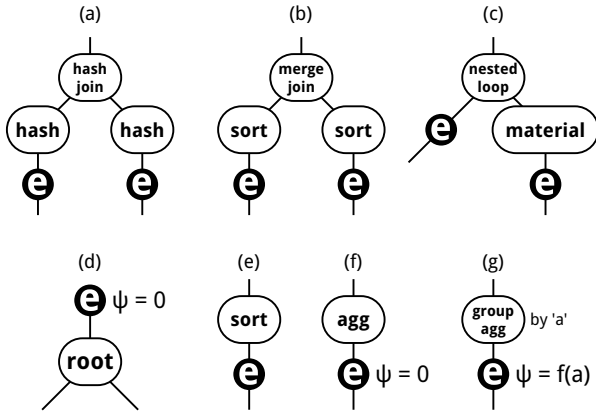 (a)
(b)
(c)
hash
join
merge
join
nested
loop
hash
hash
sort
sort
e
material
e
e
e
e
e
(d)
(e)
(f)
(g)
e ψ = 0
sort
agg
group
agg
by 'a'
root
e
e ψ = 0
e ψ = f(a)